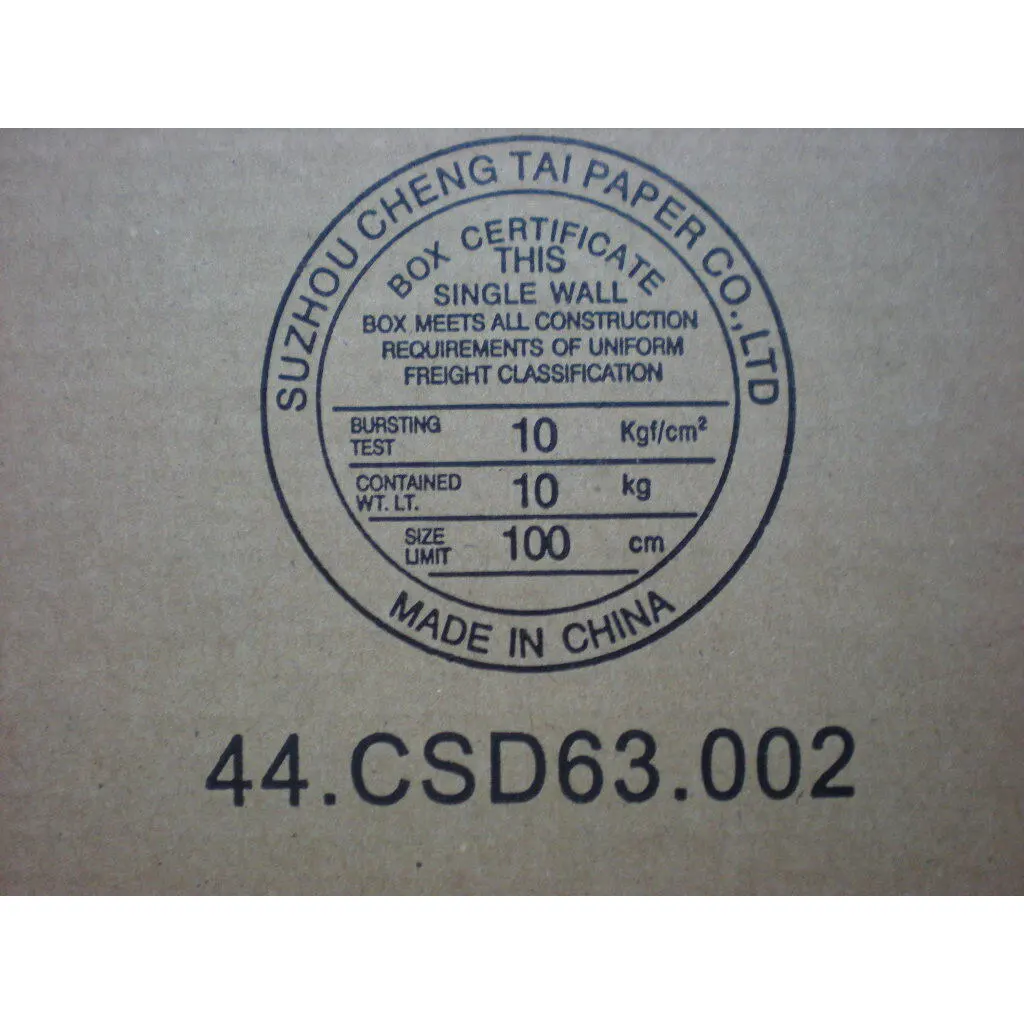 SUZHOU CHENG TAI PAPER CO.,LTD
BOX CERTIFICATE
THIS
SINGLE WALL
BOX MEETS ALL CONSTRUCTION
REQUIREMENTS OF UNIFORM
FREIGHT CLASSIFICATION
BURSTING TEST 10 Kgf/cm²
CONTAINED WT. LT. 10 kg
SIZE LIMIT 100 cm
MADE IN CHINA
44.CSD63.002